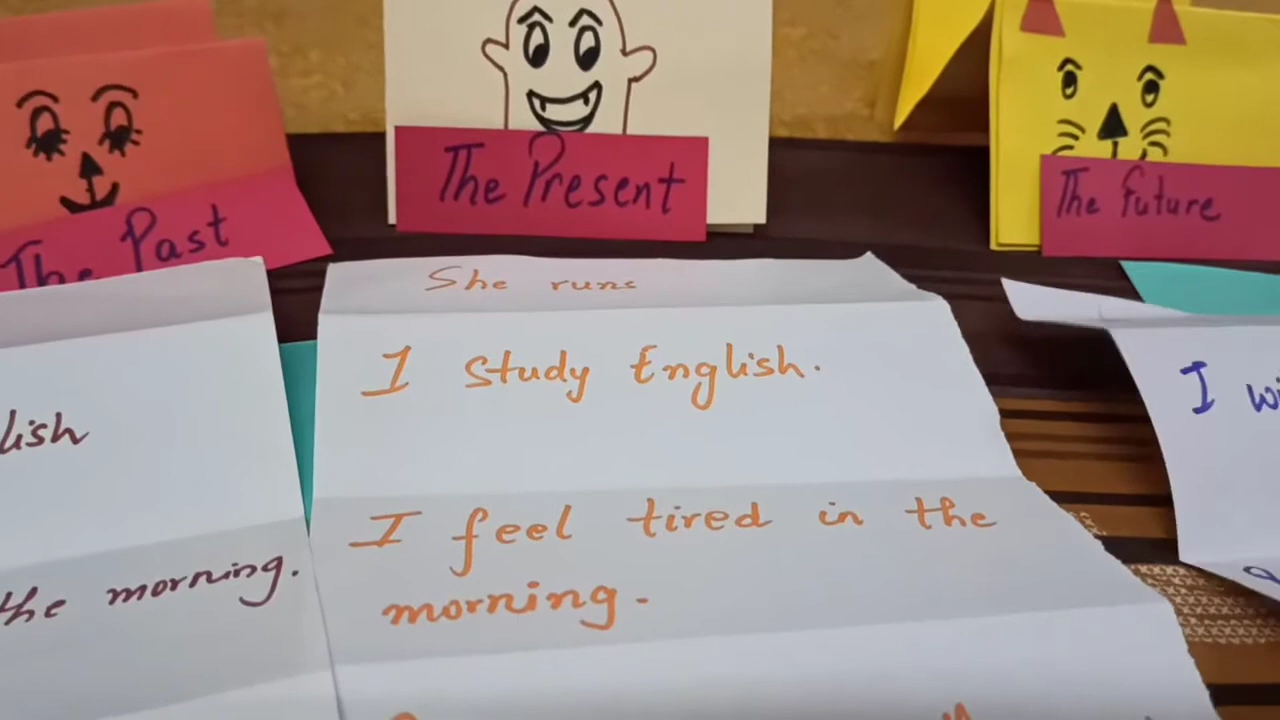 The Past
The Present
The Future
lish
the morning.
She runs
I study English.
I feel tired in the
morning.
I